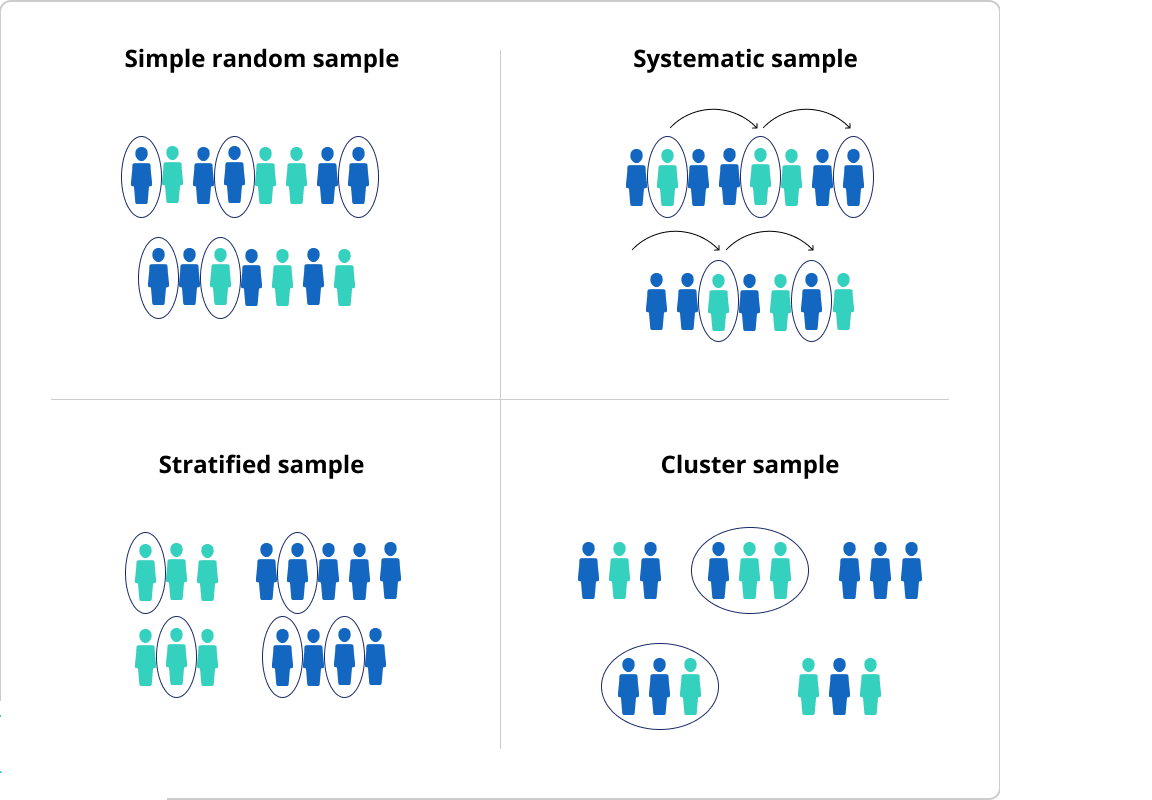 Simple random sample
Systematic sample
Stratified sample
Cluster sample